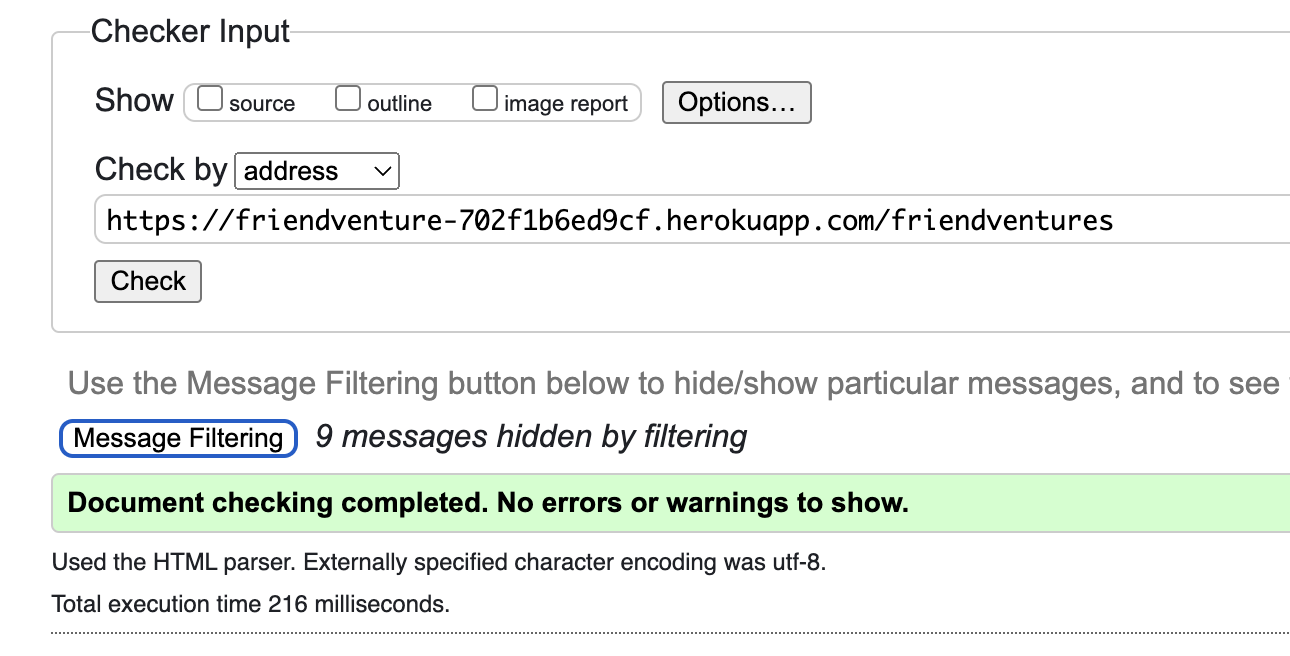 Checker Input
Show source outline image report Options...
Check by address
https://friendventure-702f1b6ed9cf.herokuapp.com/friendventures
Check
Use the Message Filtering button below to hide/show particular messages, and to see
Message Filtering 9 messages hidden by filtering
Document checking completed. No errors or warnings to show.
Used the HTML parser. Externally specified character encoding was utf-8.
Total execution time 216 milliseconds.